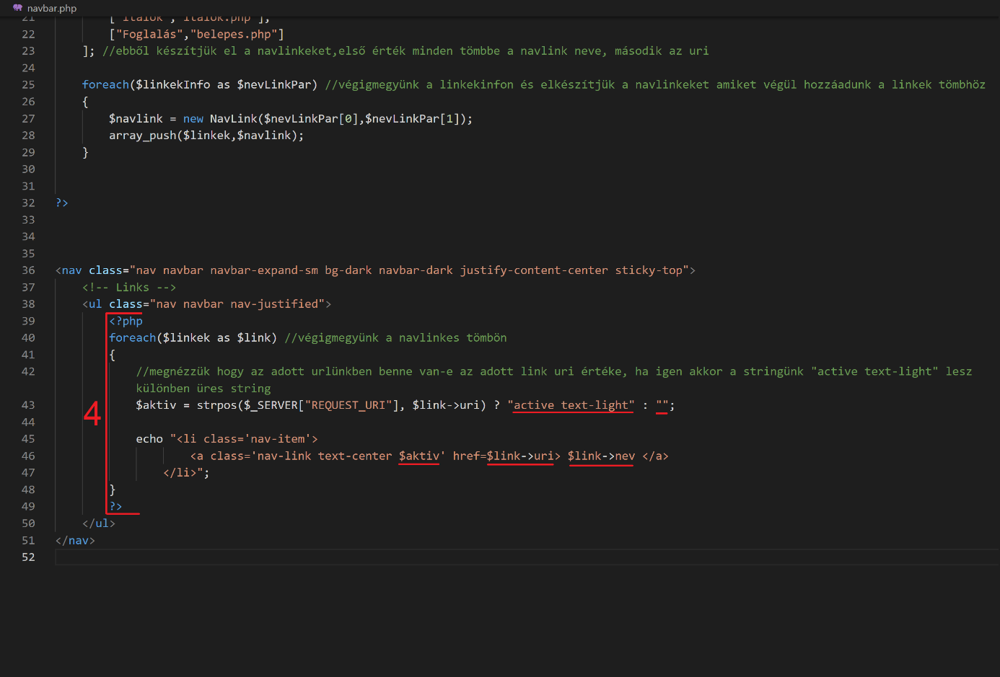 navbar.php
21 ["Italok","italok.php"],
22 ["Foglalás","belepes.php"]
23 ]; //ebből készítjük el a navlinkeket,első érték minden tömbbe a navlink neve, második az uri
24
25 foreach($linkekInfo as $nevLinkPar) //végigmegyünk a linkekinfon és elkészítjük a navlinkeket amiket végül hozzáadunk a linkek tömbhöz
26 {
27 $navlink = new NavLink($nevLinkPar[0],$nevLinkPar[1]);
28 array_push($linkek,$navlink);
29 }
30
31
32 ?>
33
34
35
36 <nav class="nav navbar navbar-expand-sm bg-dark navbar-dark justify-content-center sticky-top">
37 <!-- Links -->
38 <ul class="nav navbar nav-justified">
39 <?php
40 foreach($linkek as $link) //végigmegyünk a navlinkes tömbön
41 {
42 //megnézzük hogy az adott urlünkben benne van-e az adott link uri értéke, ha igen akkor a stringünk "active text-light" lesz
különben üres string
43 $aktiv = strpos($_SERVER["REQUEST_URI"], $link->uri) ? "active text-light" : "";
4
44
45 echo "<li class='nav-item'>
46 <a class='nav-link text-center $aktiv' href=$link->uri> $link->nev </a>
47 </li>";
48 }
49 ?>
50 </ul>
51 </nav>
52